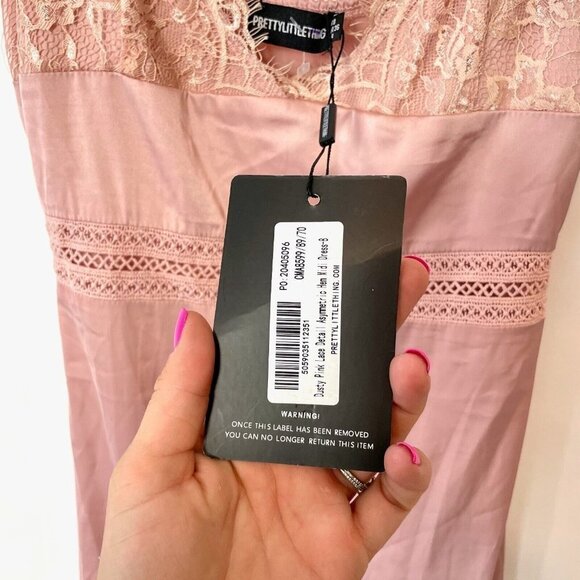 PRETTYLITTLETHING
PO: 20405096
CMA8599/89/70
5059035112351
Dusty Pink Lace Detail Asymmetric Hem Midi Dress-8
PRETTYLITTLETHING.COM
WARNING!
ONCE THIS LABEL HAS BEEN REMOVED
YOU CAN NO LONGER RETURN THIS ITEM